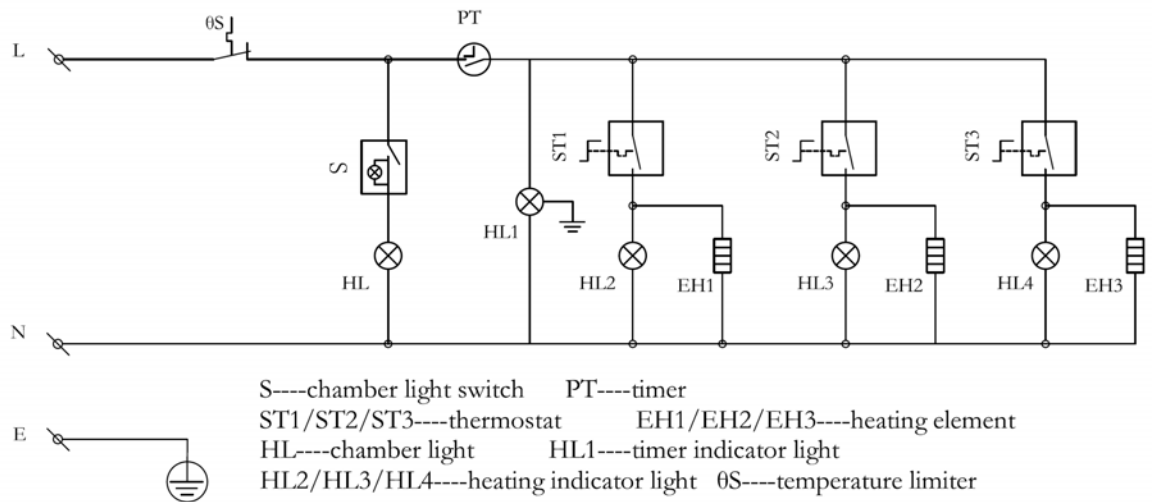 θS
PT
L
S
ST1
ST2
ST3
HL1
HL
HL2
EH1
HL3
EH2
HL4
EH3
N
S----chamber light switch PT----timer
ST1/ST2/ST3----thermostat EH1/EH2/EH3----heating element
E
HL----chamber light HL1----timer indicator light
HL2/HL3/HL4----heating indicator light θS----temperature limiter